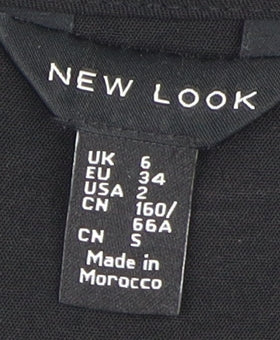 NEW LOOK
UK 6
EU 34
USA 2
CN 160/
66A
CN S
Made in
Morocco